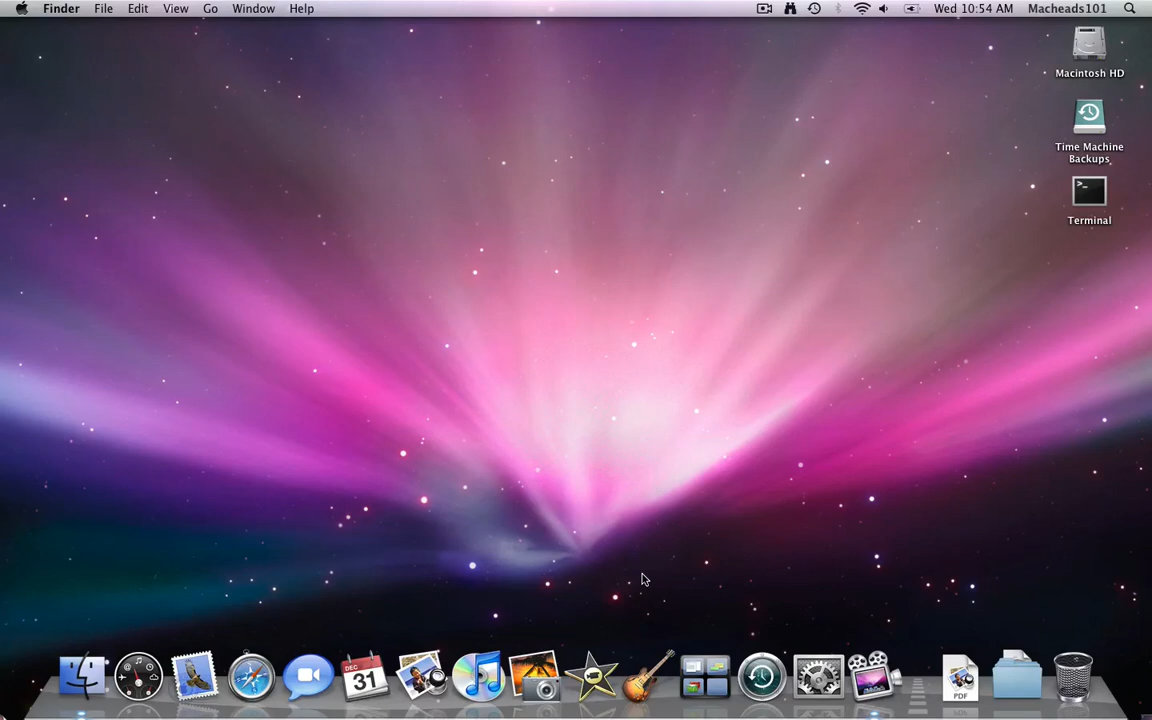 Finder File Edit View Go Window Help Wed 10:54 AM Macheads101
Macintosh HD
Time Machine
Backups
>_
Terminal
DEC
31
PDF